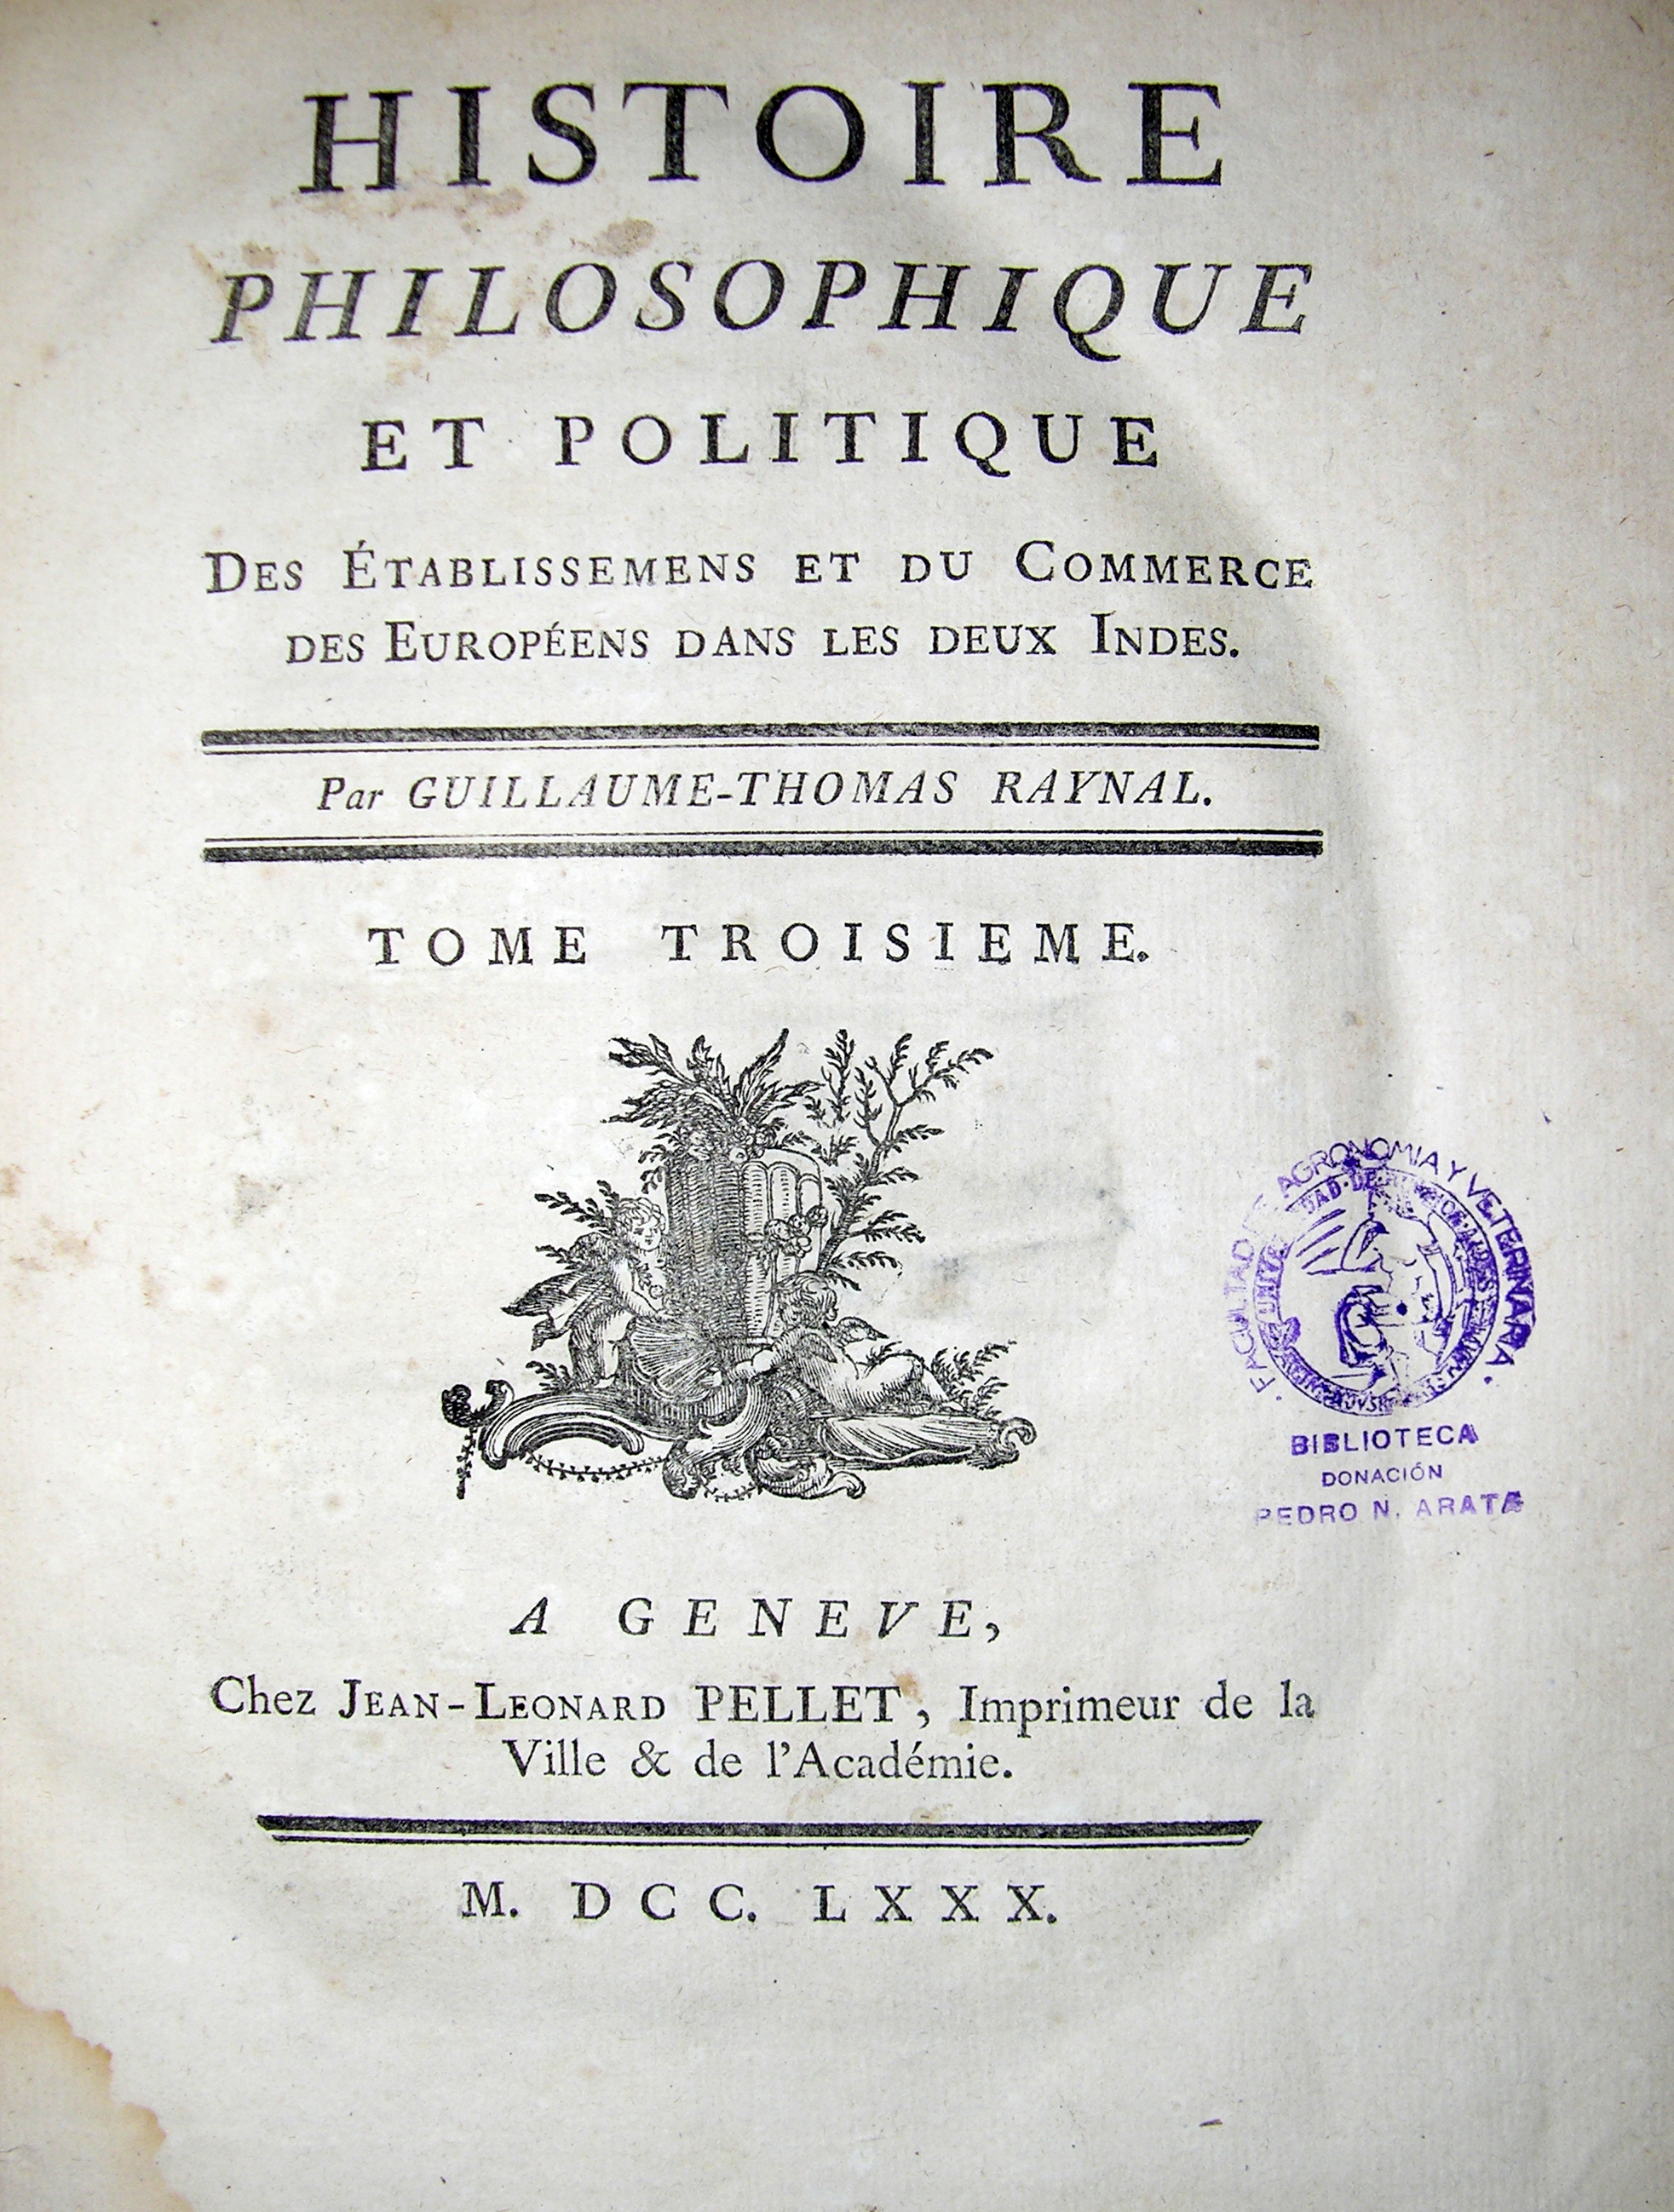 HISTOIRE
PHILOSOPHIQUE
ET POLITIQUE
DES ÉTABLISSEMENS ET DU COMMERCE
DES EUROPÉENS DANS LES DEUX INDES.
Par GUILLAUME-THOMAS RAYNAL.
TOME TROISIEME.
AGRONOMIA Y VETERINARIA
BIBLIOTECA
DONACIÓN
PEDRO N. ARATA
A GENEVE,
Chez JEAN-LEONARD PELLET, Imprimeur de la
Ville & de l'Académie.
M. DCC. LXXX.